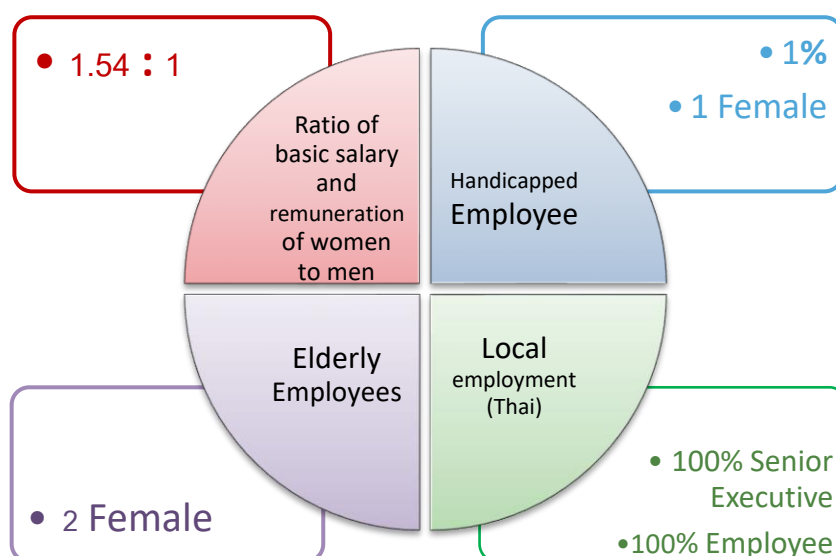 • 1.54 : 1
Ratio of
basic salary
and
remuneration
of women
to men
• 1%
• 1 Female
Handicapped
Employee
Elderly
Employees
• 2 Female
Local
employment
(Thai)
• 100% Senior
Executive
•100% Employee